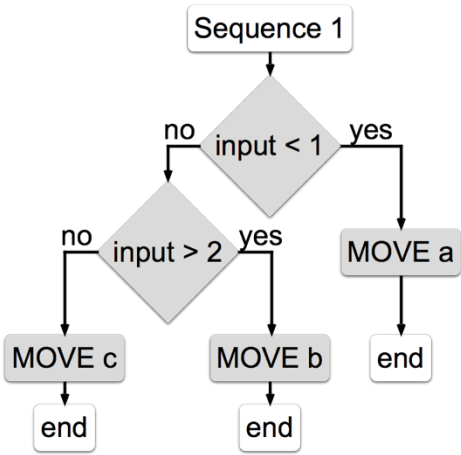 Sequence 1
no
input < 1
yes
no
input > 2
yes
MOVE a
MOVE c
MOVE b
end
end
end